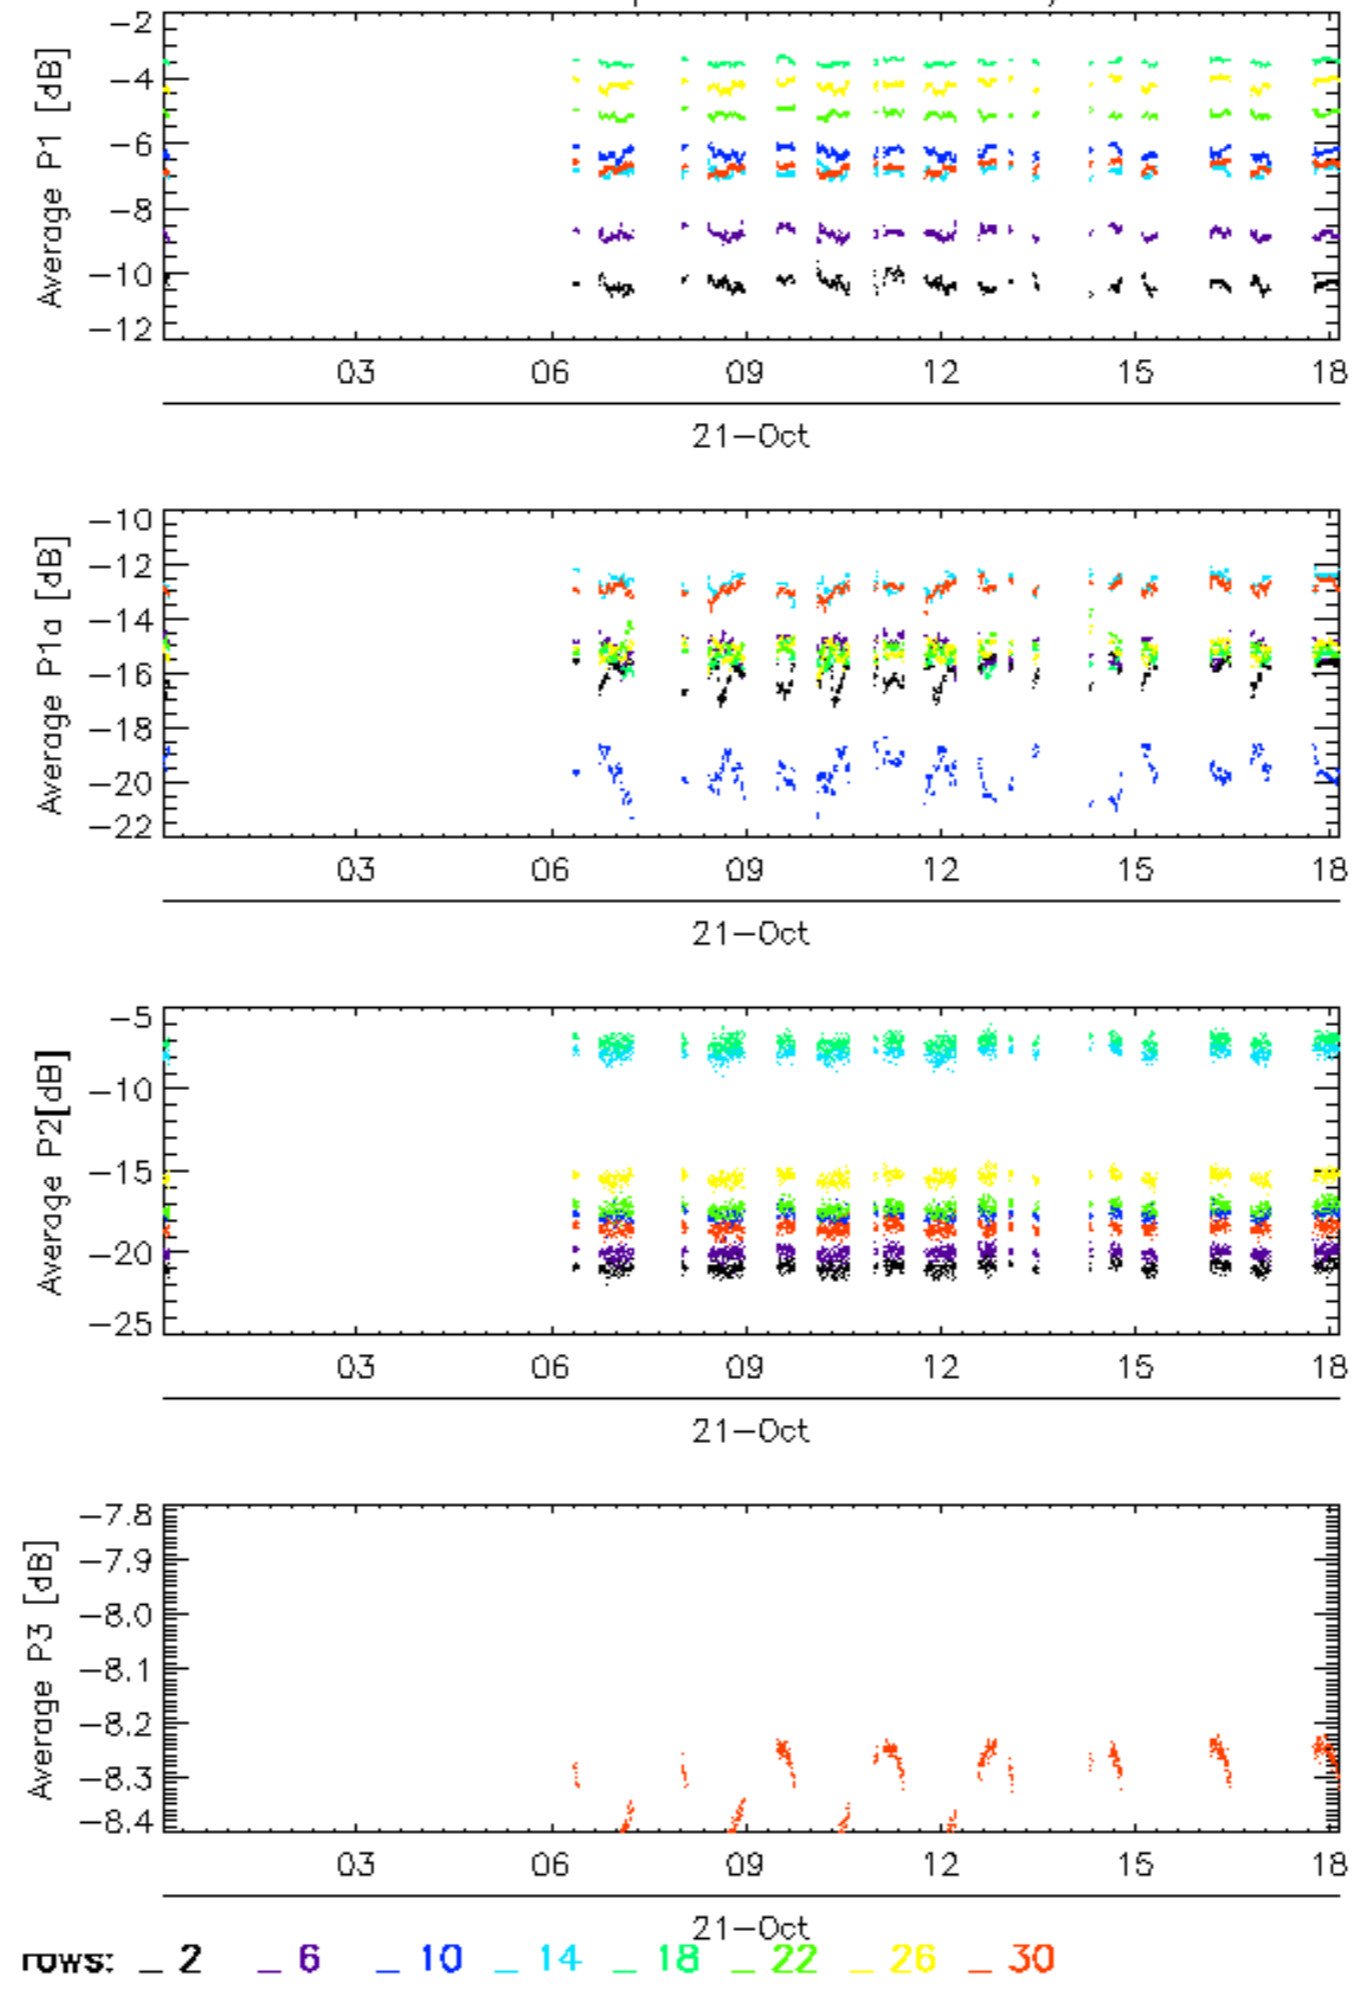 -2
-4
-6
-8
-10
-12
Average P1 [dB]
03 06 09 12 15 18
21-Oct
-10
-12
-14
-16
-18
-20
-22
Average P1a [dB]
03 06 09 12 15 18
21-Oct
-5
-10
-15
-20
-25
Average P2[dB]
03 06 09 12 15 18
21-Oct
-7.8
-7.9
-8.0
-8.1
-8.2
-8.3
-8.4
Average P3 [dB]
03 06 09 12 15 18
21-Oct
rows: _ 2 _ 6 _ 10 _ 14 _ 18 _ 22 _ 26 _ 30